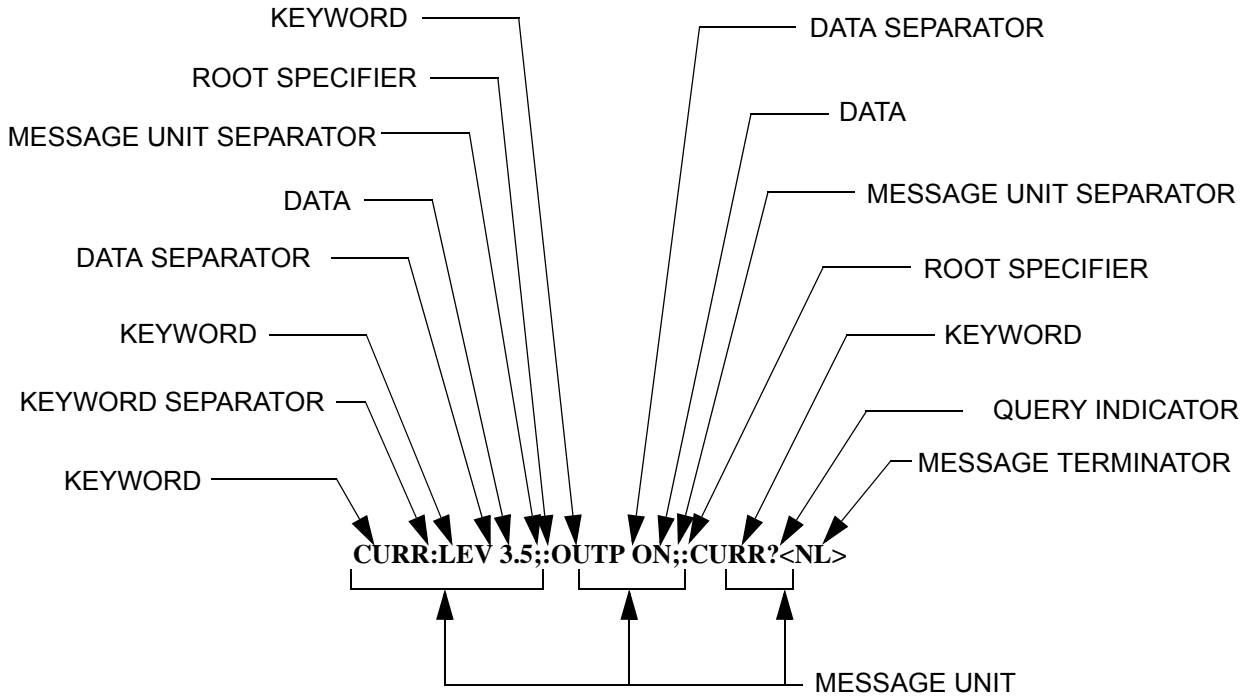 KEYWORD
DATA SEPARATOR
ROOT SPECIFIER
DATA
MESSAGE UNIT SEPARATOR
DATA
MESSAGE UNIT SEPARATOR
DATA SEPARATOR
ROOT SPECIFIER
KEYWORD
KEYWORD
KEYWORD SEPARATOR
QUERY INDICATOR
KEYWORD
MESSAGE TERMINATOR
CURR:LEV 3.5;:OUTP ON;:CURR?<NL>
MESSAGE UNIT